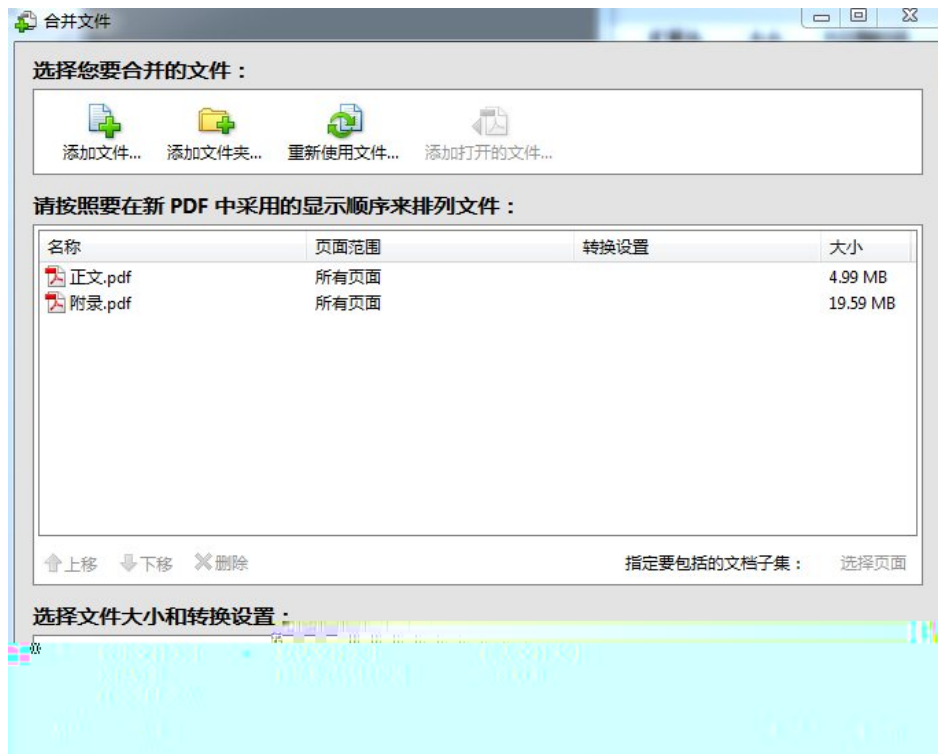 合并文件
选择您要合并的文件：
添加文件... 添加文件夹... 重新使用文件... 添加打开的文件...
请按照要在新 PDF 中采用的显示顺序来排列文件：
名称 页面范围 转换设置 大小
正文.pdf 所有页面 4.99 MB
附录.pdf 所有页面 19.59 MB
上移 下移 删除 指定要包括的文档子集： 选择页面
选择文件大小和转换设置：